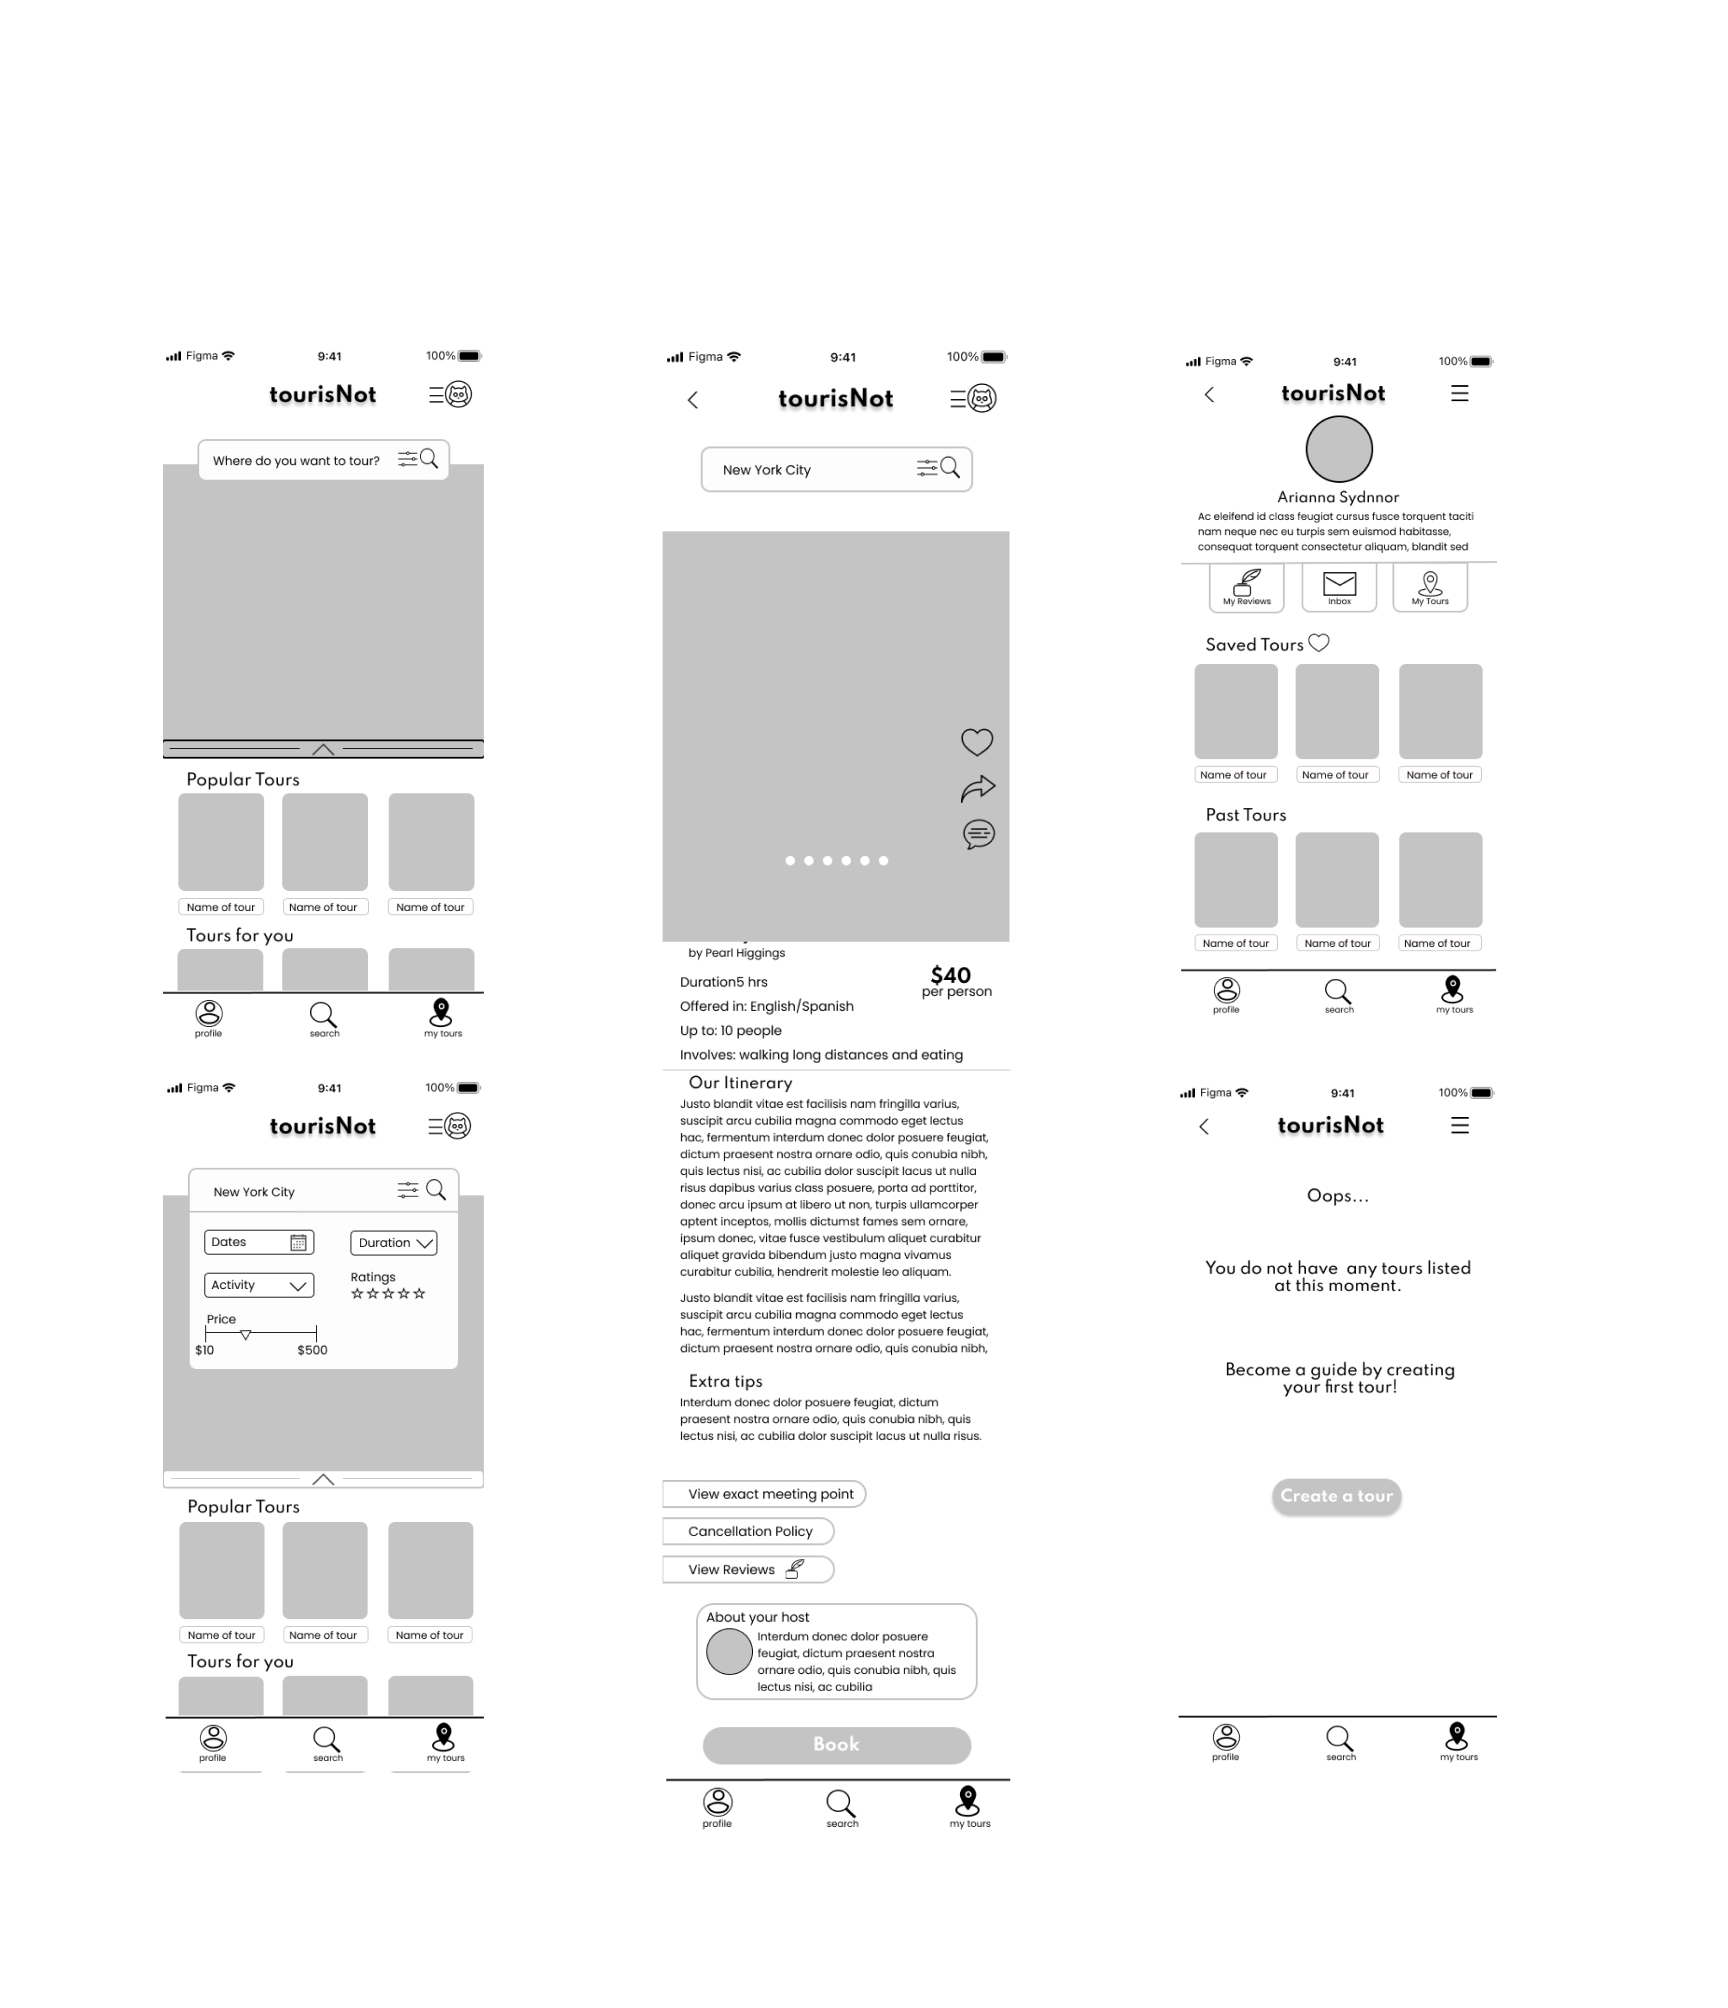 Figma
9:41
100%
tourisNot
Where do you want to tour?
Popular Tours
Name of tour
Name of tour
Name of tour
Tours for you
profile
search
my tours
Figma
9:41
100%
tourisNot
New York City
Dates
Duration
Activity
Ratings
Price
$10
$500
Popular Tours
Name of tour
Name of tour
Name of tour
Tours for you
profile
search
my tours
Figma
9:41
100%
tourisNot
New York City
by Pearl Higgings
Duration5 hrs
$40
per person
Offered in: English/Spanish
Up to: 10 people
Involves: walking long distances and eating
Our Itinerary
Justo blandit vitae est facilisis nam fringilla varius,
suscipit arcu cubilia magna commodo eget lectus
hac, fermentum interdum donec dolor posuere feugiat,
dictum praesent nostra ornare odio, quis conubia nibh,
quis lectus nisi, ac cubilia dolor suscipit lacus ut nulla
risus dapibus varius class posuere, porta ad porttitor,
donec arcu ipsum at libero ut non, turpis ullamcorper
aptent inceptos, mollis dictumst fames sem ornare,
ipsum donec, vitae fusce vestibulum aliquet curabitur
aliquet gravida bibendum justo magna vivamus
curabitur cubilia, hendrerit molestie leo aliquam.
Justo blandit vitae est facilisis nam fringilla varius,
suscipit arcu cubilia magna commodo eget lectus
hac, fermentum interdum donec dolor posuere feugiat,
dictum praesent nostra ornare odio, quis conubia nibh,
Extra tips
Interdum donec dolor posuere feugiat, dictum
praesent nostra ornare odio, quis conubia nibh, quis
lectus nisi, ac cubilia dolor suscipit lacus ut nulla risus.
View exact meeting point
Cancellation Policy
View Reviews
About your host
Interdum donec dolor posuere
feugiat, dictum praesent nostra
ornare odio, quis conubia nibh, quis
lectus nisi, ac cubilia
Book
profile
search
my tours
Figma
9:41
100%
tourisNot
Arianna Sydnnor
Ac eleifend id class feugiat cursus fusce torquent taciti
nam neque nec eu turpis sem euismod habitasse,
consequat torquent consectetur aliquam, blandit sed
My Reviews
Inbox
My Tours
Saved Tours
Name of tour
Name of tour
Name of tour
Past Tours
Name of tour
Name of tour
Name of tour
profile
search
my tours
Figma
9:41
100%
tourisNot
Oops...
You do not have  any tours listed
at this moment.
Become a guide by creating
your first tour!
Create a tour
profile
search
my tours